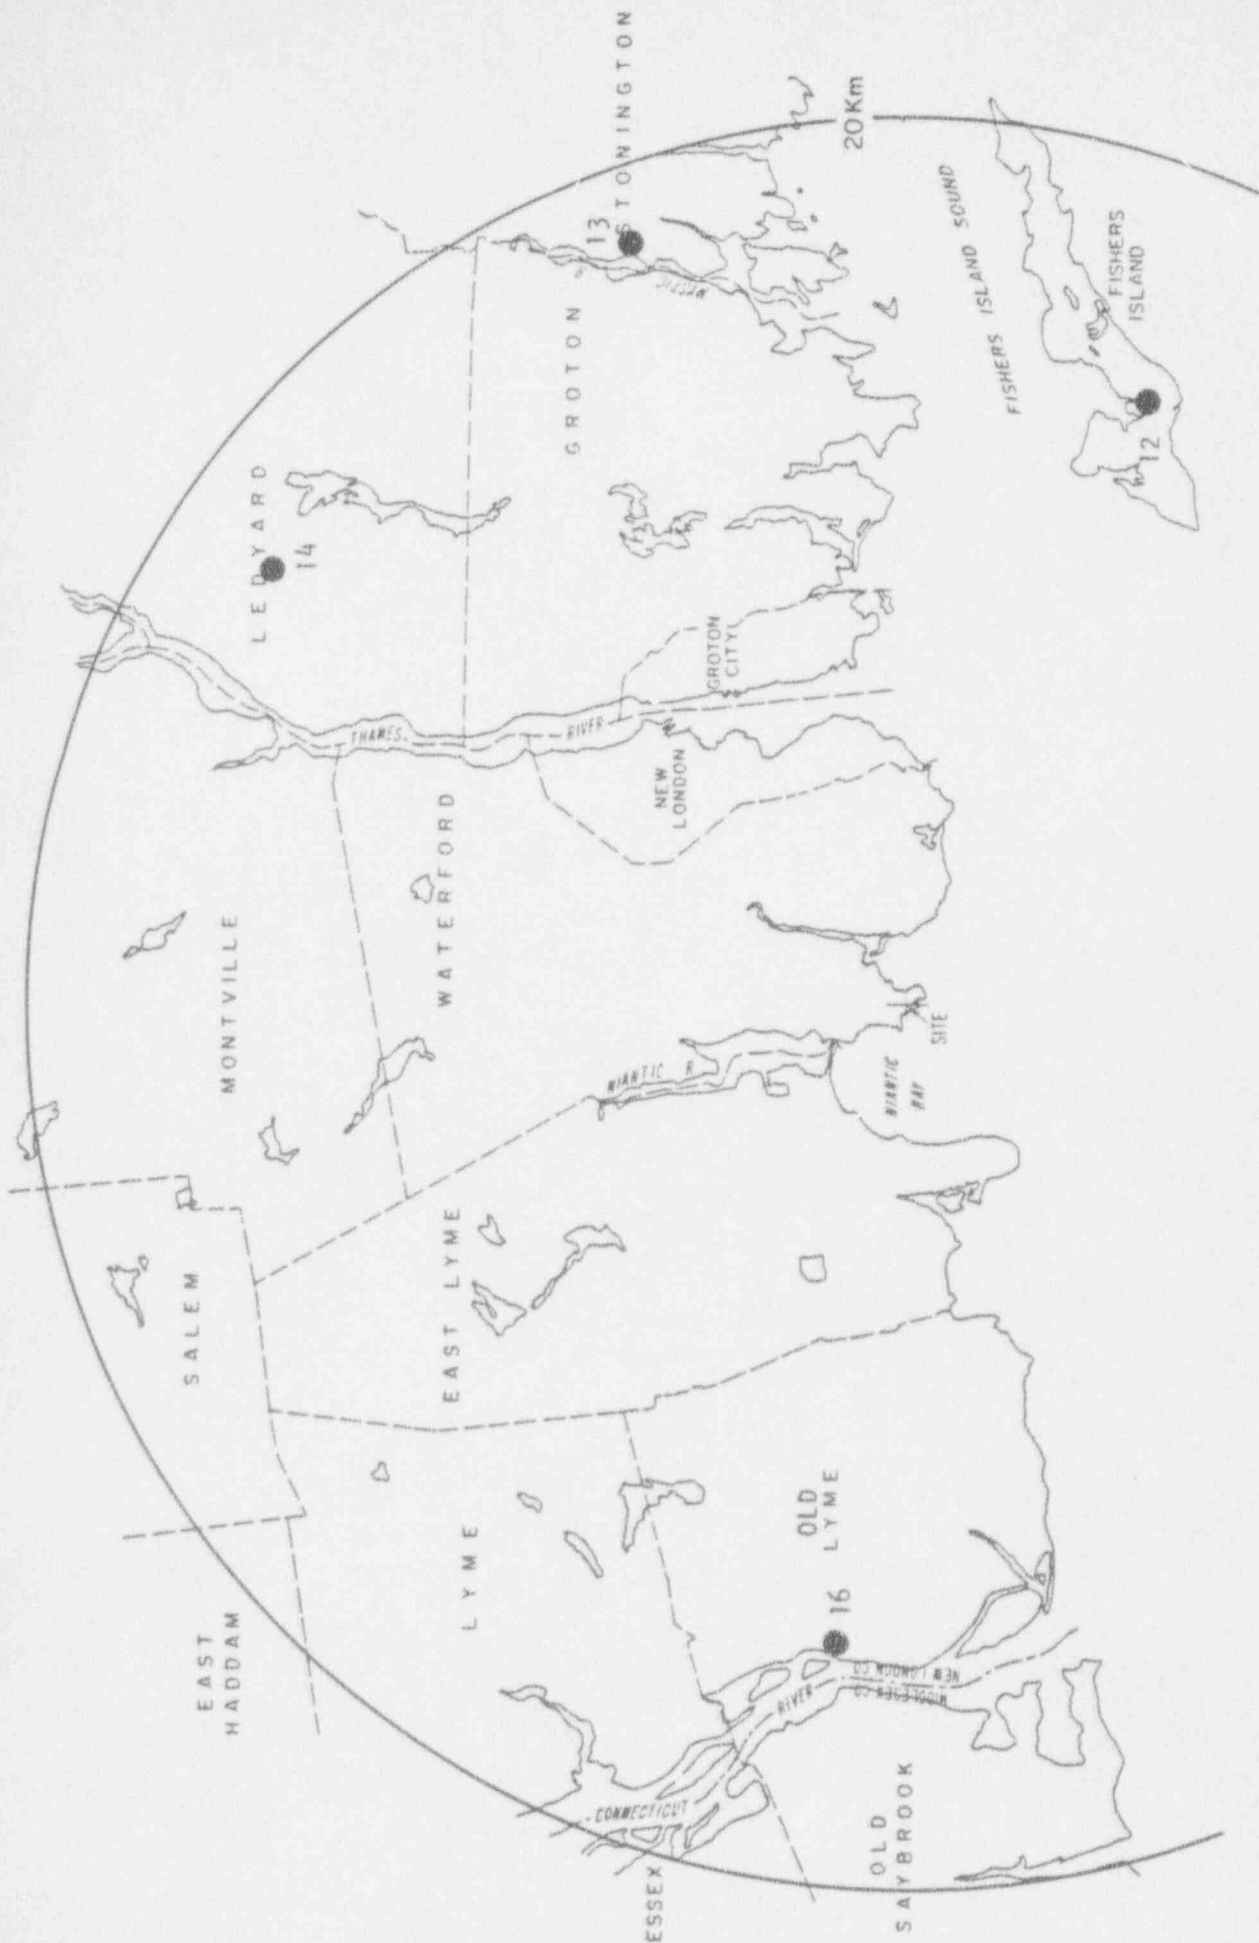 EAST
HADDAM
SALEM
MONTVILLE
LEDYARD
14
THAMES
RIVER
LYME
EAST LYME
WATERFORD
GROTON
13
STONINGTON
MYSTIC
R.
ESSEX
CONNECTICUT
RIVER
NIANTIC R.
NEW
LONDON
GROTON
CITY
OLD
LYME
16
MIDDLESEX CO.
NEW LONDON CO.
OLD
SAYBROOK
NIANTIC
BAY
SITE
20Km
FISHERS ISLAND SOUND
FISHERS
ISLAND
12